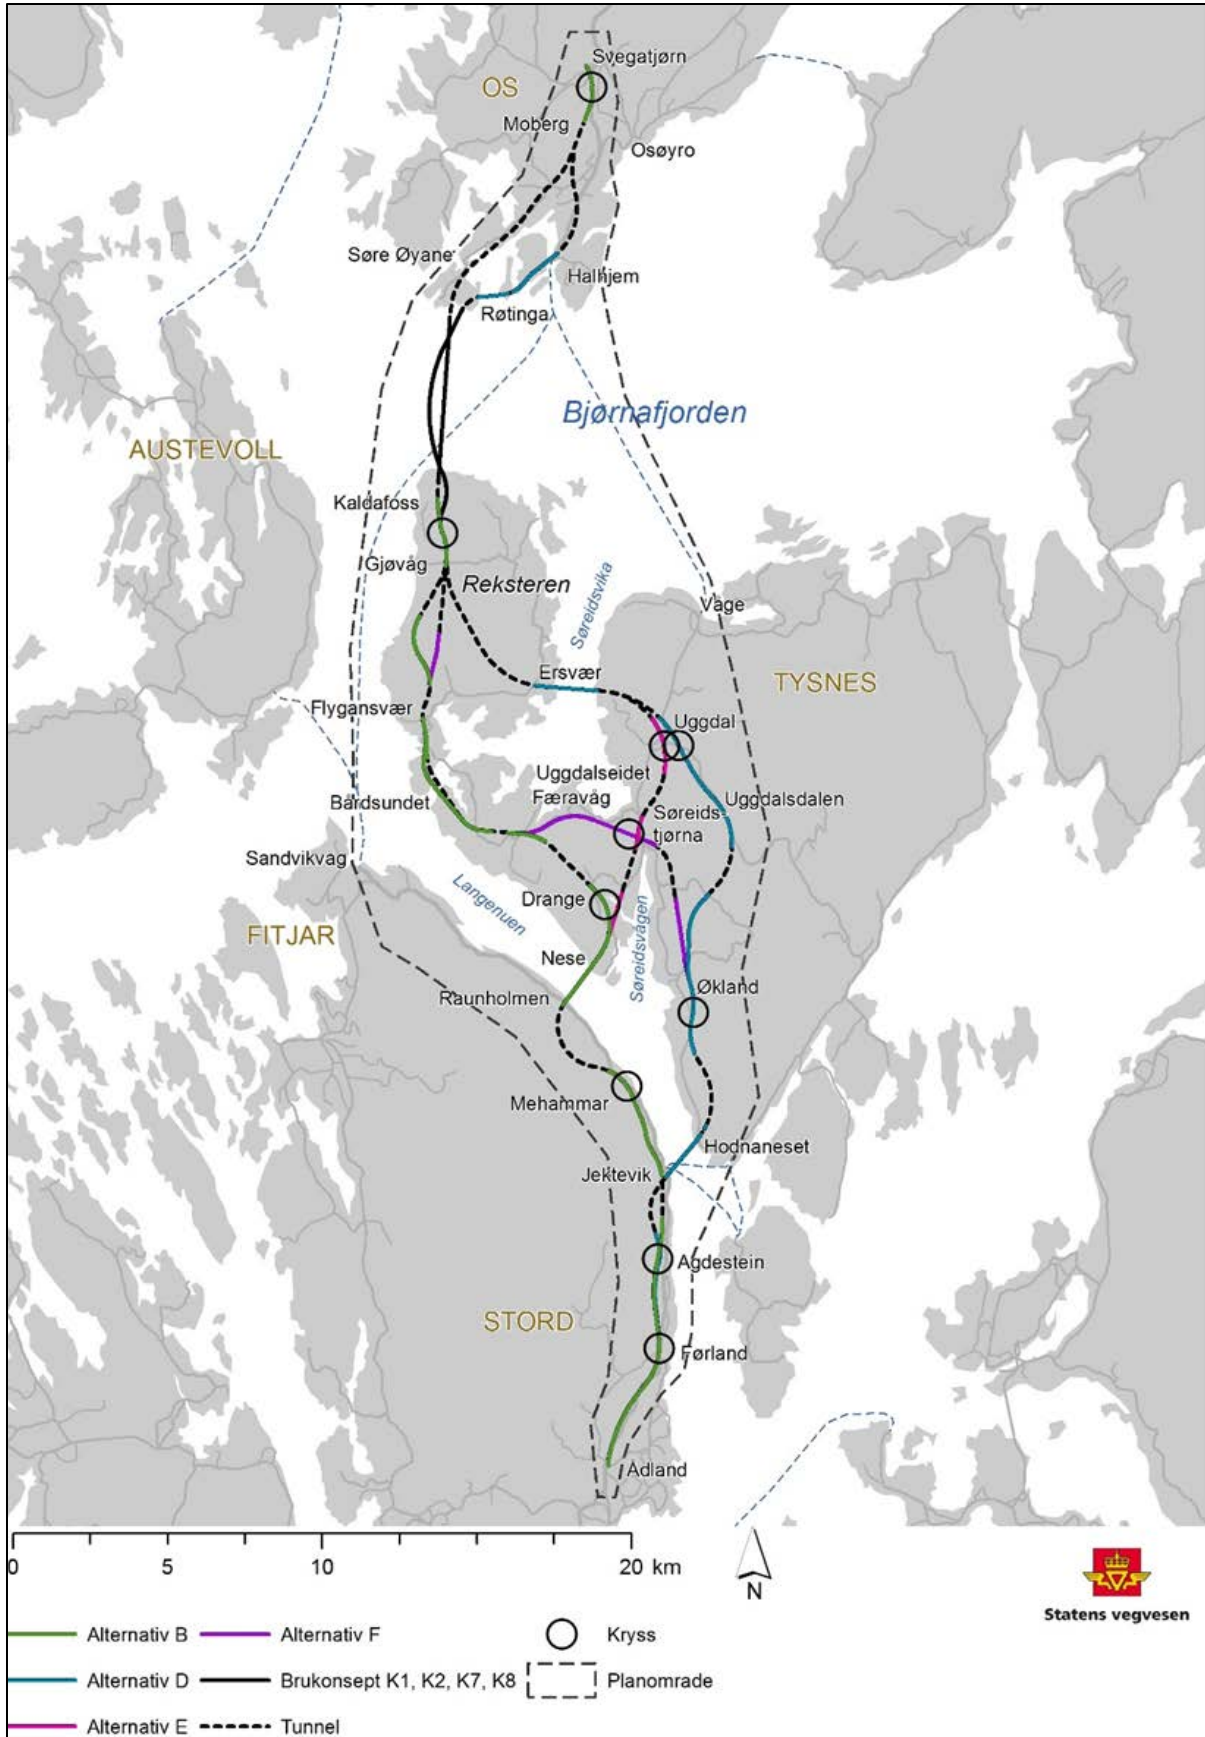 Svegatjørn
OS
Moberg
Osøyro
Søre Øyane
Halhjem
Røtinga
Bjørnafjorden
AUSTEVOLL
Kaldafoss
Gjøvåg
Reksteren
Søreidsvika
Våge
Ersvær
TYSNES
Flygansvær
Uggdal
Uggdalseidet
Færavåg
Uggdalsdalen
Bårdsundet
Søreids-
tjørna
Sandvikvåg
Langenuen
Drange
FITJAR
Søreidsvågen
Nese
Raunholmen
Økland
Mehammar
Hodnaneset
Jektevik
Agdestein
STORD
Førland
Ådland
0 5 10 20 km
N
Statens vegvesen
Alternativ B
Alternativ F
Kryss
Alternativ D
Brukonsept K1, K2, K7, K8
Planområde
Alternativ E
Tunnel